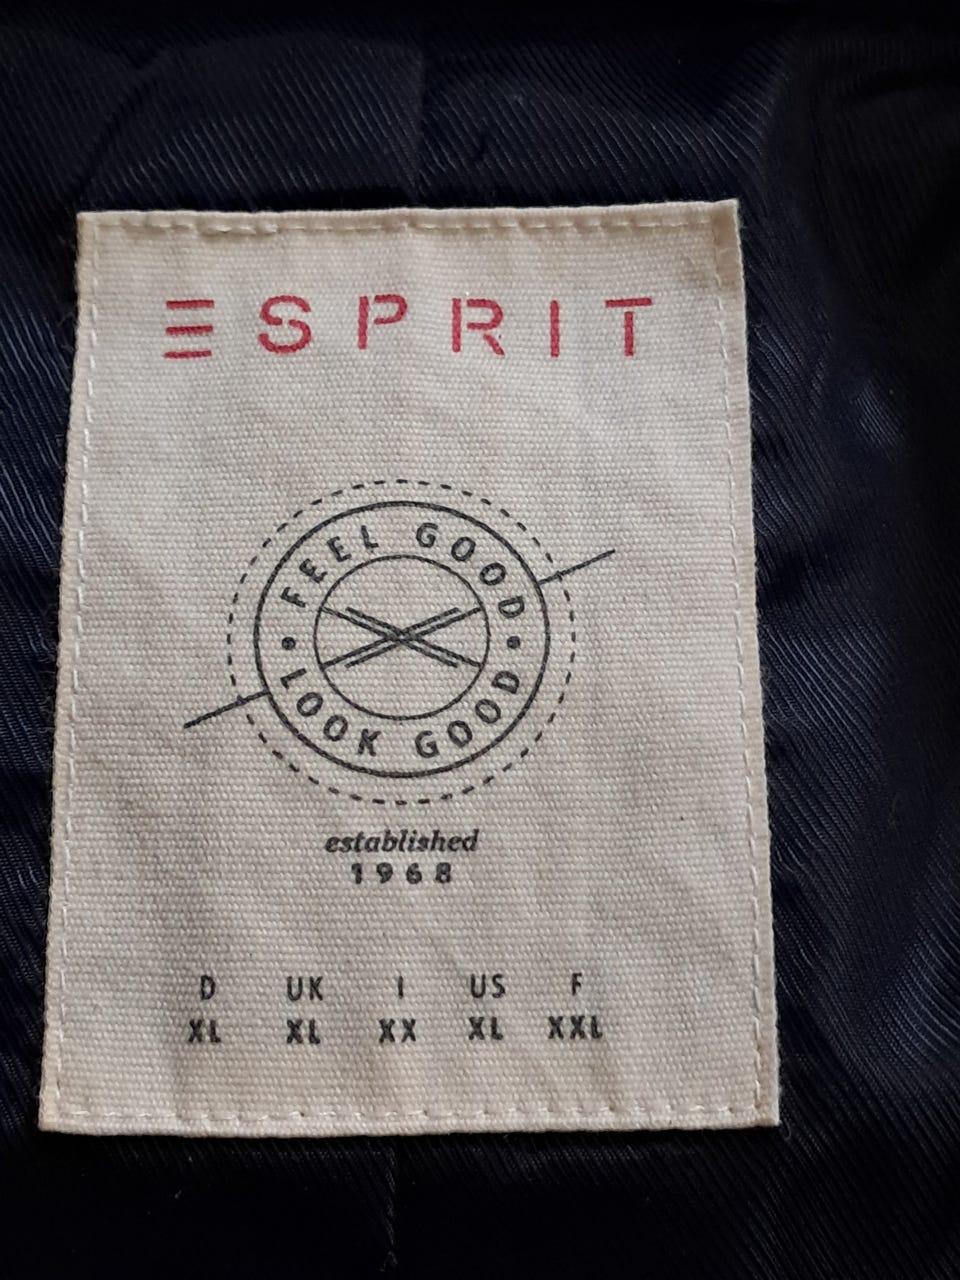 ESPRIT
FEEL GOOD
• LOOK GOOD •
established
1968
D UK I US F
XL XL XX XL XXL